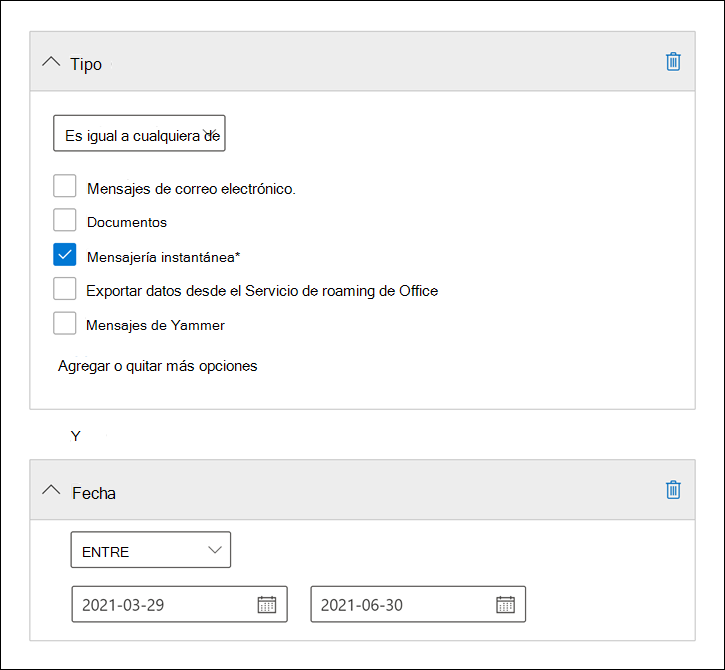 Tipo
Es igual a cualquiera de
Mensajes de correo electrónico.
Documentos
Mensajería instantánea*
Exportar datos desde el Servicio de roaming de Office
Mensajes de Yammer
Agregar o quitar más opciones
Y
Fecha
ENTRE
2021-03-29 2021-06-30